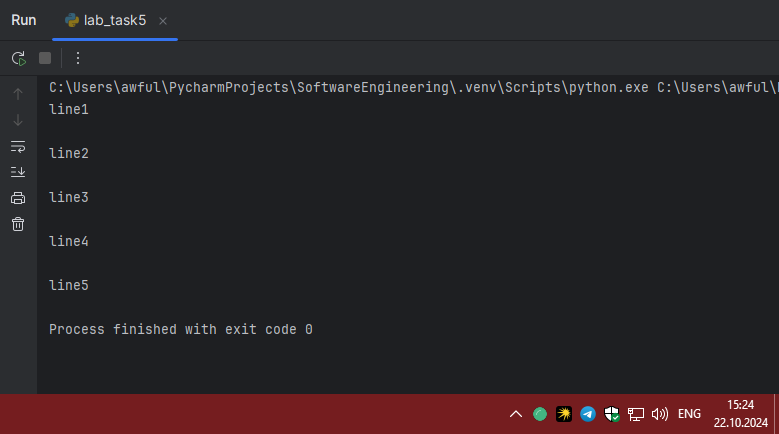 Run
lab_task5
C:\Users\awful\PycharmProjects\SoftwareEngineering\.venv\Scripts\python.exe C:\Users\awful\
line1
line2
line3
line4
line5
Process finished with exit code 0
ENG
15:24
22.10.2024